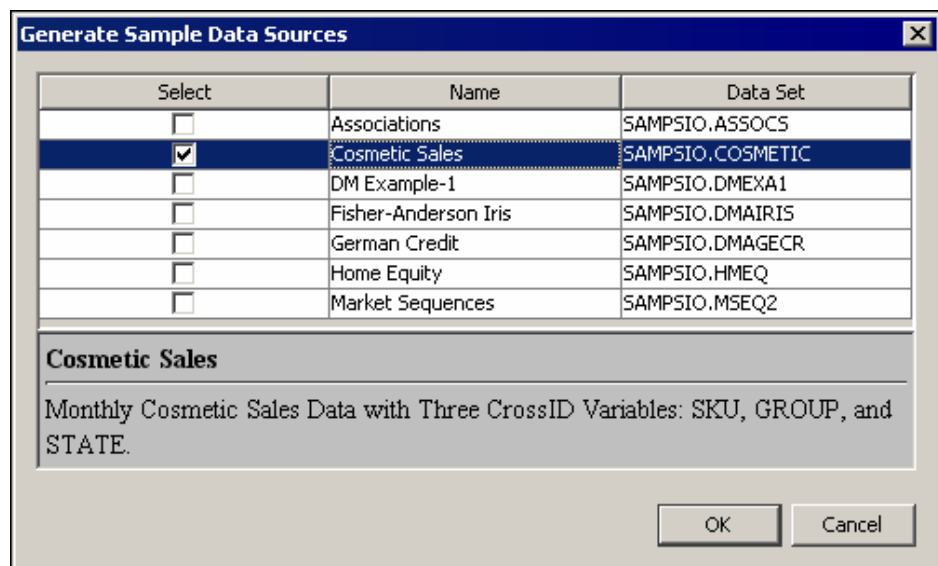 Generate Sample Data Sources
Select Name Data Set
Associations SAMPSIO.ASSOCS
Cosmetic Sales SAMPSIO.COSMETIC
DM Example-1 SAMPSIO.DMEXA1
Fisher-Anderson Iris SAMPSIO.DMAIRIS
German Credit SAMPSIO.DMAGECR
Home Equity SAMPSIO.HMEQ
Market Sequences SAMPSIO.MSEQ2
Cosmetic Sales
Monthly Cosmetic Sales Data with Three CrossID Variables: SKU, GROUP, and
STATE.
OK Cancel